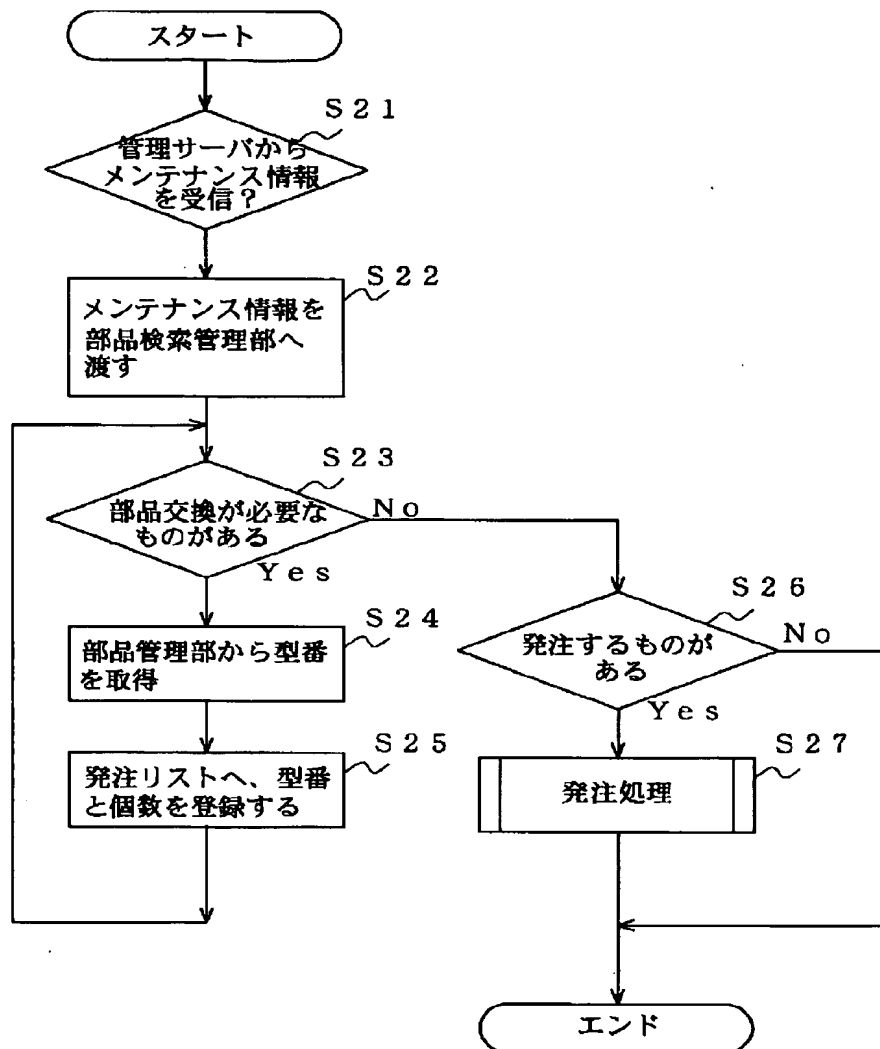 スタート
S21
管理サーバから
メンテナンス情報
を受信?
S22
メンテナンス情報を
部品検索管理部へ
渡す
S23
部品交換が必要な
ものがある
No
Yes
S24
部品管理部から型番
を取得
S25
発注リストへ、型番
と個数を登録する
S26
発注するものが
ある
No
Yes
S27
発注処理
エンド